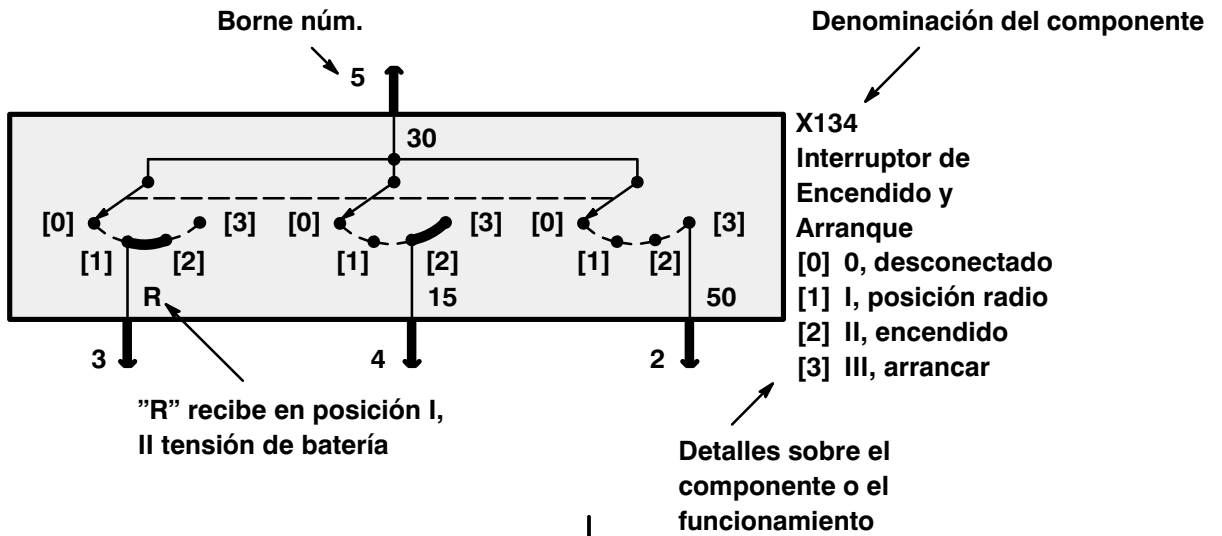 Borne núm.
Denominación del componente
5
30
X134
Interruptor de
Encendido y
Arranque
[0] 0, desconectado
[1] I, posición radio
[2] II, encendido
[3] III, arrancar
[0] [3] [0] [3] [0] [3]
[1] [2] [1] [2] [1] [2]
R 15 50
3 4 2
”R” recibe en posición I,
II tensión de batería
Detalles sobre el
componente o el
funcionamiento